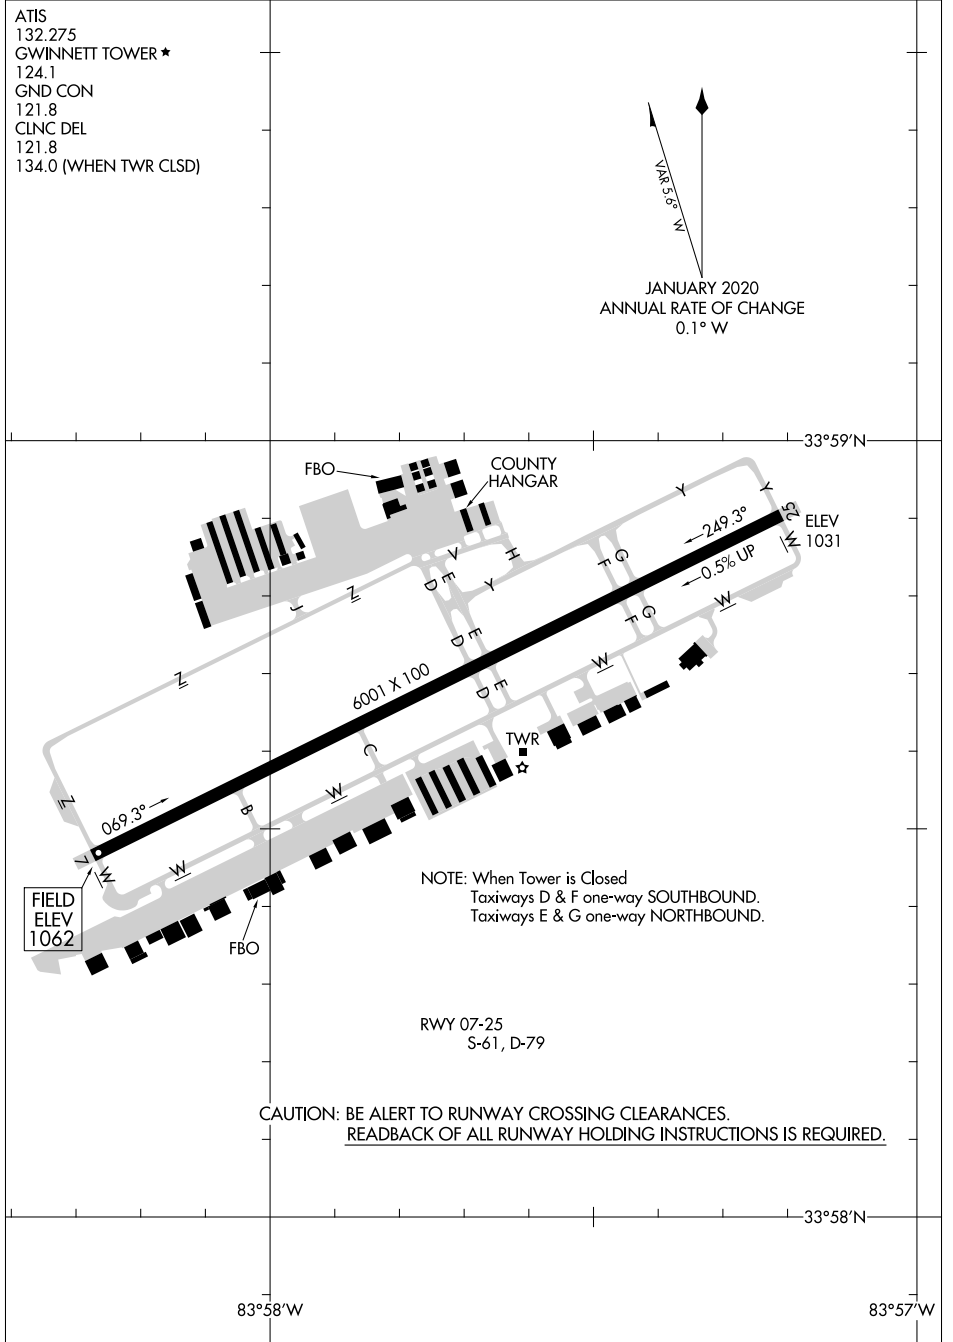 ATIS
132.275
GWINNETT TOWER ★
124.1
GND CON
121.8
CLNC DEL
121.8
134.0 (WHEN TWR CLSD)
VAR 5.6° W
JANUARY 2020
ANNUAL RATE OF CHANGE
0.1° W
33°59'N
FBO
COUNTY
HANGAR
Y
Y
25
ELEV
1031
249.3°
0.5% UP
W
V
H
G
F
D
E
Y
Z
J
G
F
W
E
D
W
Z
6001 X 100
E
D
TWR
C
W
Z
B
069.3°
7
W
W
FIELD
ELEV
1062
FBO
NOTE: When Tower is Closed
Taxiways D & F one-way SOUTHBOUND.
Taxiways E & G one-way NORTHBOUND.
RWY 07-25
S-61, D-79
CAUTION: BE ALERT TO RUNWAY CROSSING CLEARANCES.
READBACK OF ALL RUNWAY HOLDING INSTRUCTIONS IS REQUIRED.
33°58'N
83°58'W
83°57'W